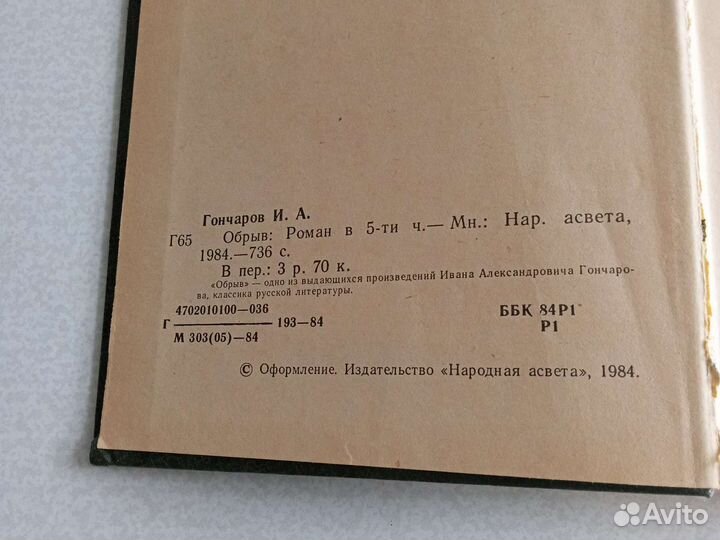 Гончаров И. А.
Г65 Обрыв: Роман в 5-ти ч.— Мн.: Нар. асвета,
1984.—736 с.
В пер.: 3 р. 70 к.
«Обрыв» — одно из выдающихся произведений Ивана Александровича Гончаро-
ва, классика русской литературы.
4702010100—036
Г 193—84
М 303(05)—84
ББК 84Р1
Р1
© Оформление. Издательство «Народная асвета», 1984.
Avito